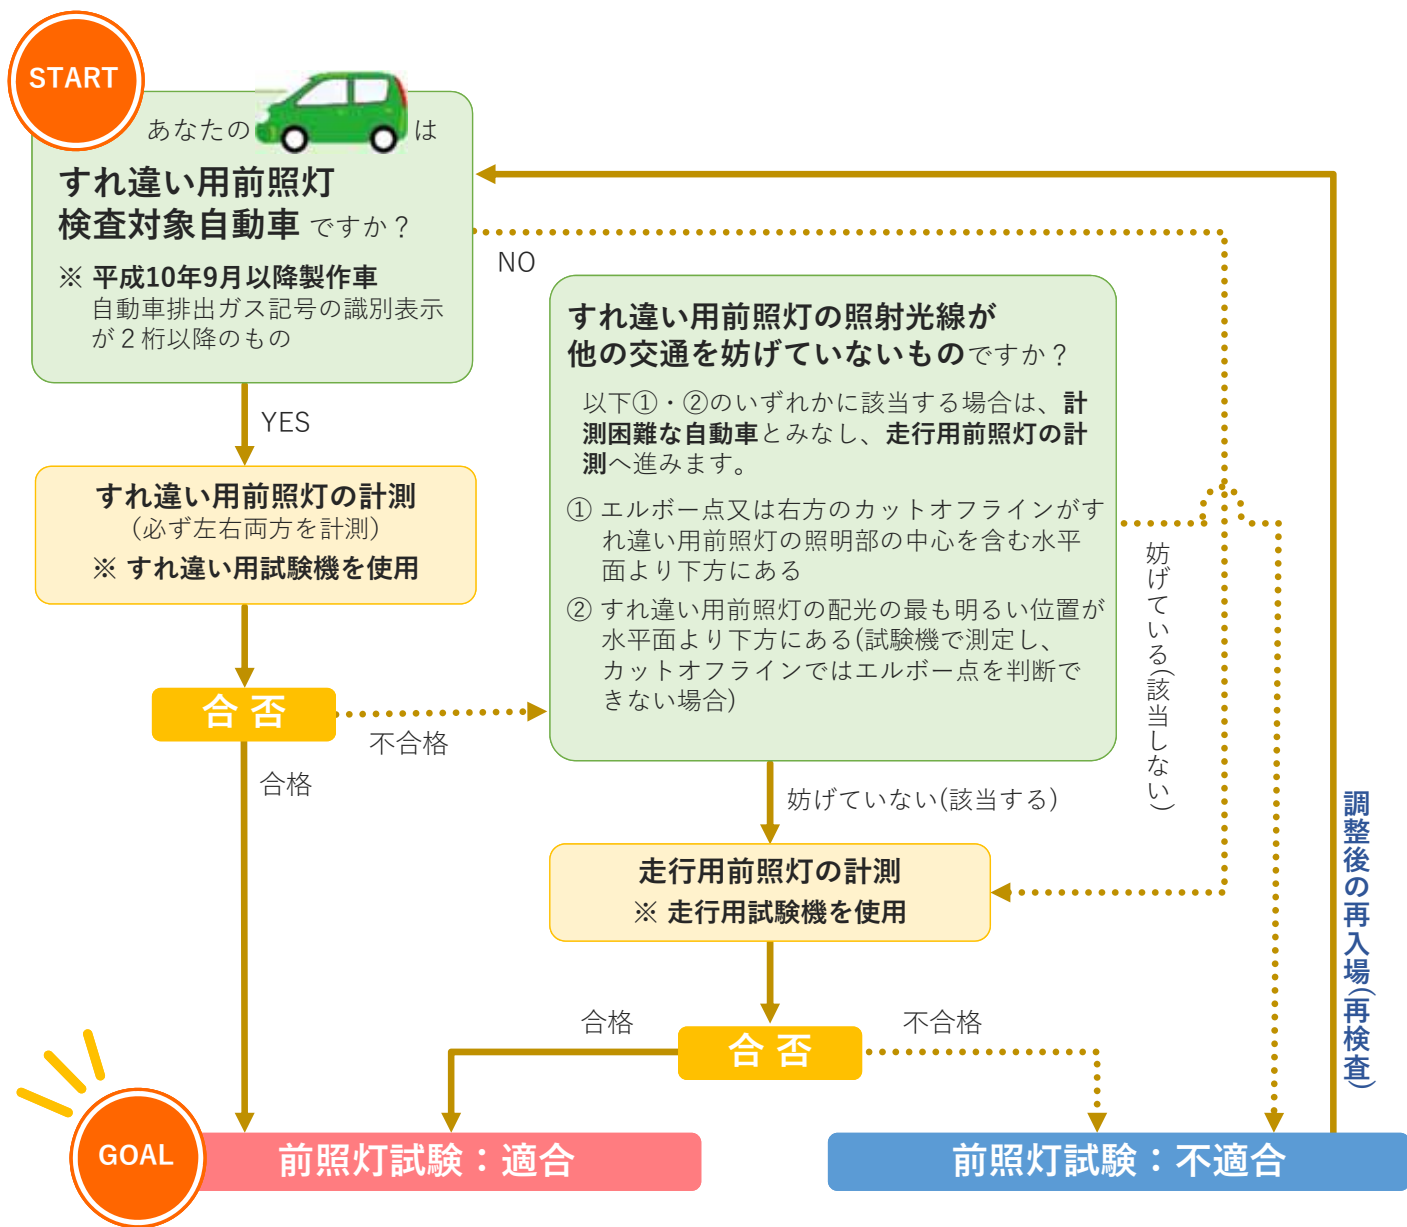 START
あなたの
は
すれ違い用前照灯
検査対象自動車 ですか？
※ 平成10年9月以降製作車
自動車排出ガス記号の識別表示
が２桁以降のもの
NO
YES
すれ違い用前照灯の計測
（必ず左右両方を計測）
※ すれ違い用試験機を使用
合 否
不合格
合格
すれ違い用前照灯の照射光線が
他の交通を妨げていないものですか？
以下①・②のいずれかに該当する場合は、計
測困難な自動車とみなし、走行用前照灯の計
測へ進みます。
① エルボー点又は右方のカットオフラインがす
れ違い用前照灯の照明部の中心を含む水平
面より下方にある
② すれ違い用前照灯の配光の最も明るい位置が
水平面より下方にある(試験機で測定し、
カットオフラインではエルボー点を判断で
きない場合)
妨げている(該当しない)
妨げていない(該当する)
走行用前照灯の計測
※ 走行用試験機を使用
合 否
合格
不合格
調整後の再入場(再検査)
GOAL
前照灯試験：適合
前照灯試験：不適合